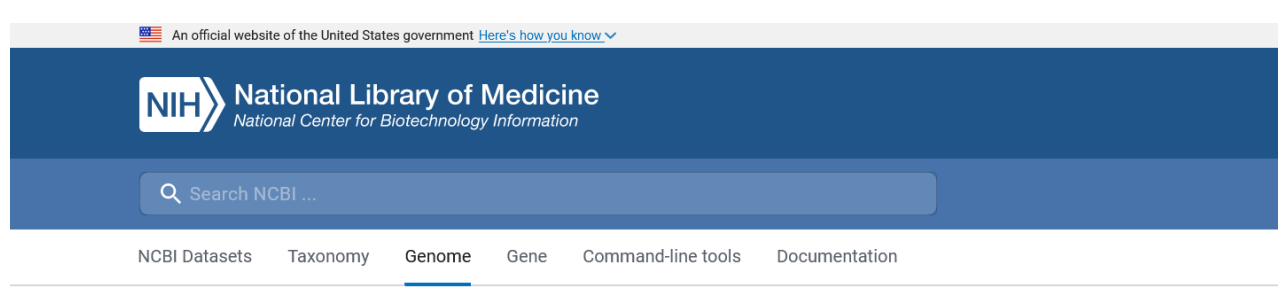 An official website of the United States government Here's how you know
NIH National Library of Medicine
National Center for Biotechnology Information
Search NCBI ...
NCBI Datasets Taxonomy Genome Gene Command-line tools Documentation